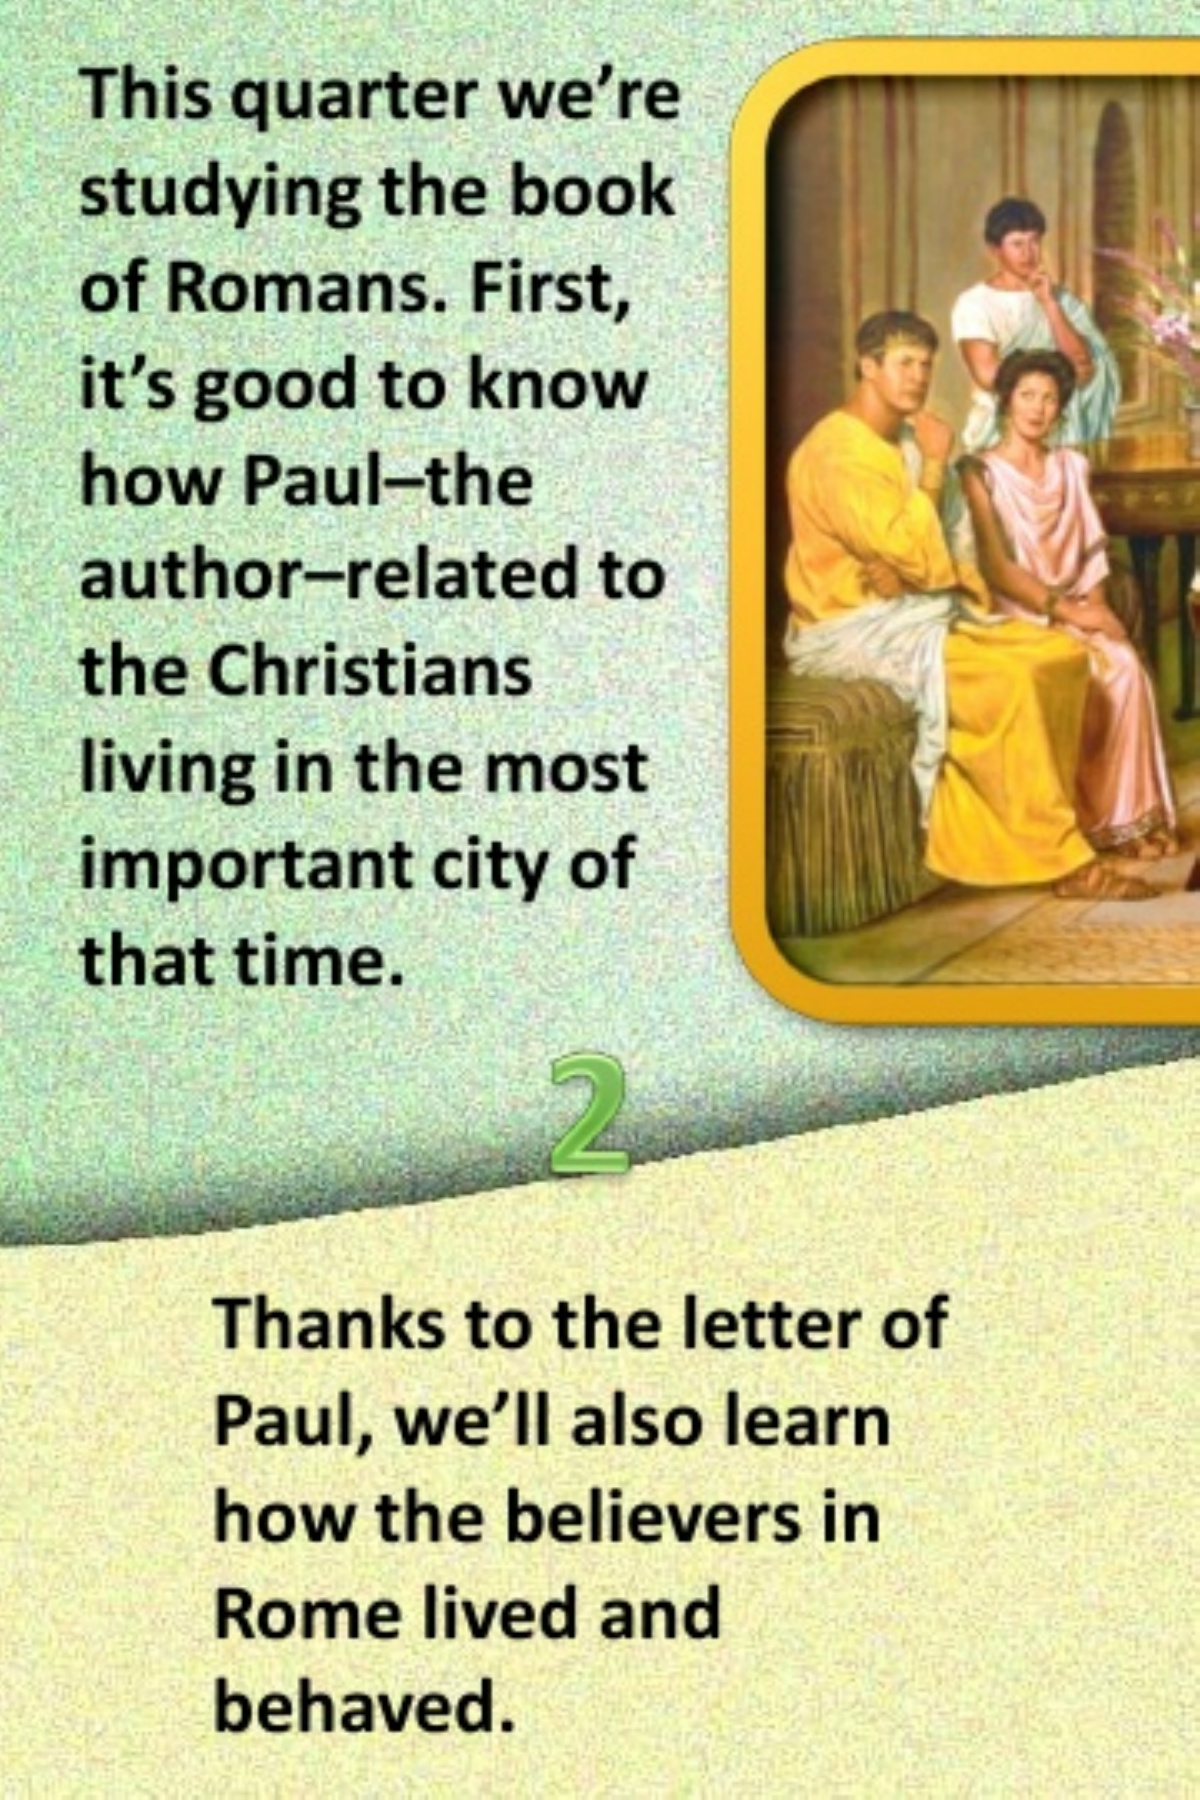 This quarter we’re
studying the book
of Romans. First,
it’s good to know
how Paul–the
author–related to
the Christians
living in the most
important city of
that time.
2
Thanks to the letter of
Paul, we’ll also learn
how the believers in
Rome lived and
behaved.